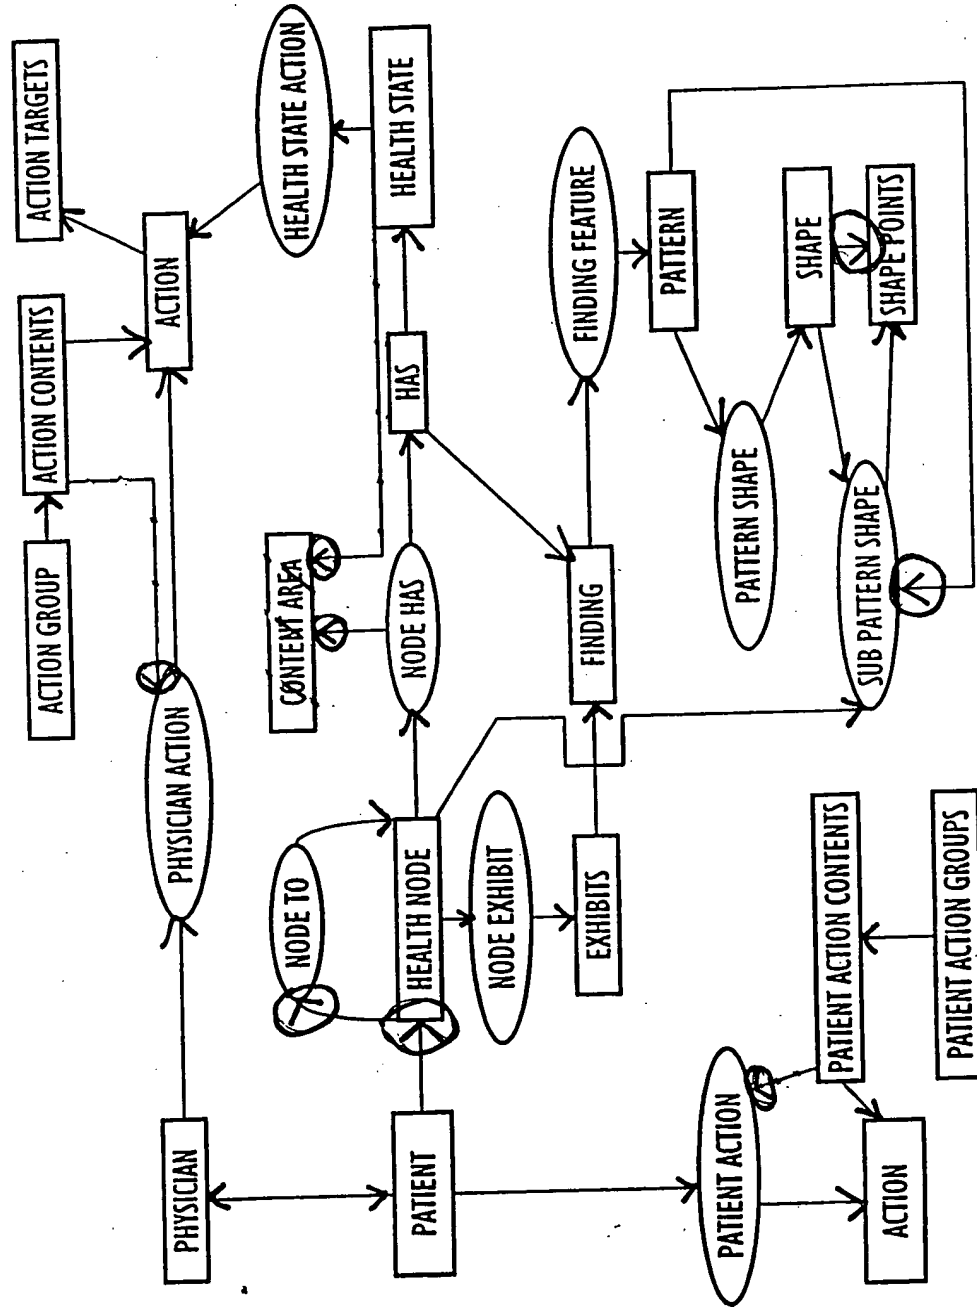 ACTION GROUP
ACTION CONTENTS
ACTION TARGETS
PHYSICIAN
PHYSICIAN ACTION
ACTION
NODE TO
CONTENT AREA
HEALTH STATE ACTION
PATIENT
HEALTH NODE
NODE HAS
HAS
HEALTH STATE
NODE EXHIBIT
EXHIBITS
FINDING
FINDING FEATURE
PATTERN
PATIENT ACTION
PATTERN SHAPE
SHAPE
ACTION
PATIENT ACTION CONTENTS
SUB PATTERN SHAPE
SHAPE POINTS
PATIENT ACTION GROUPS